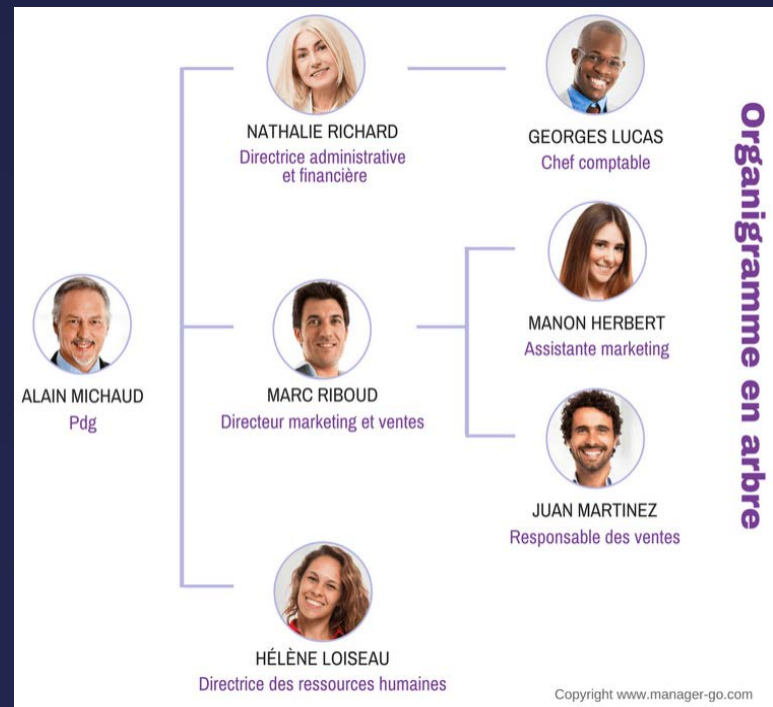 NATHALIE RICHARD
Directrice administrative
et financière
GEORGES LUCAS
Chef comptable
ALAIN MICHAUD
Pdg
MARC RIBOUD
Directeur marketing et ventes
MANON HERBERT
Assistante marketing
JUAN MARTINEZ
Responsable des ventes
HÉLÈNE LOISEAU
Directrice des ressources humaines
Organigramme en arbre
Copyright www.manager-go.com